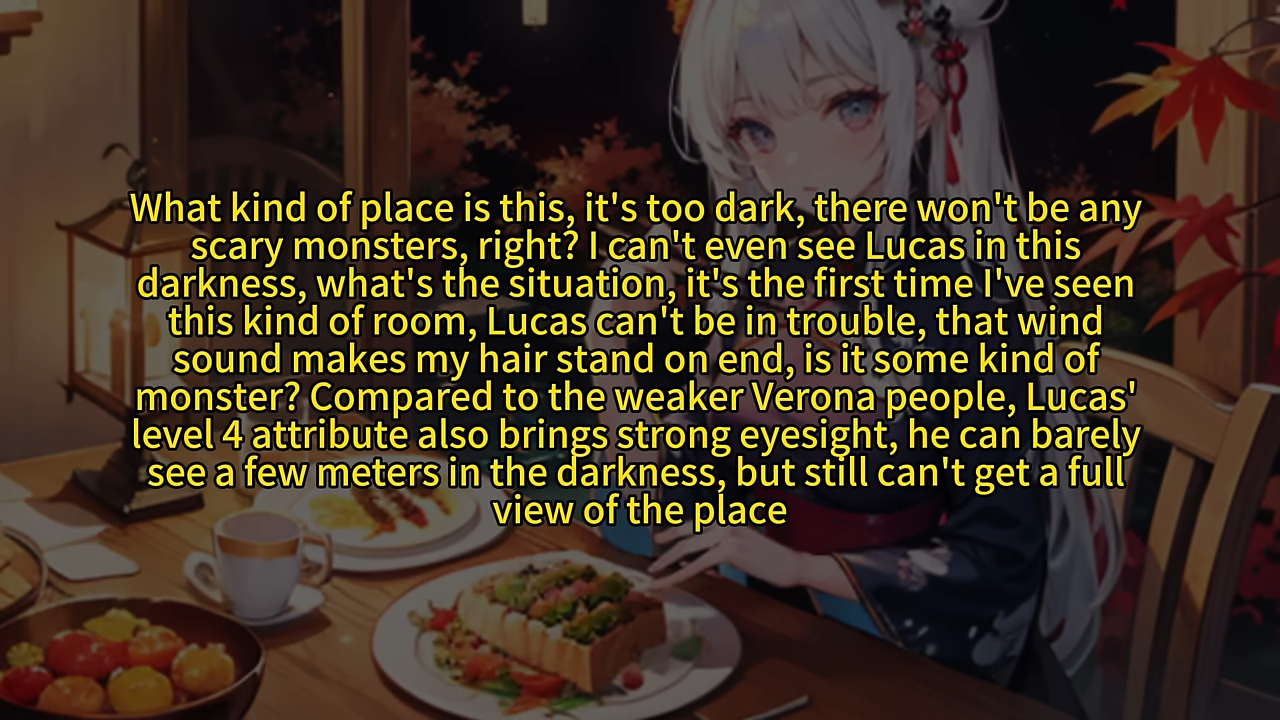 What kind of place is this, it's too dark, there won't be any
scary monsters, right? I can't even see Lucas in this
darkness, what's the situation, it's the first time I've seen
this kind of room, Lucas can't be in trouble, that wind
sound makes my hair stand on end, is it some kind of
monster? Compared to the weaker Verona people, Lucas'
level 4 attribute also brings strong eyesight, he can barely
see a few meters in the darkness, but still can't get a full
view of the place